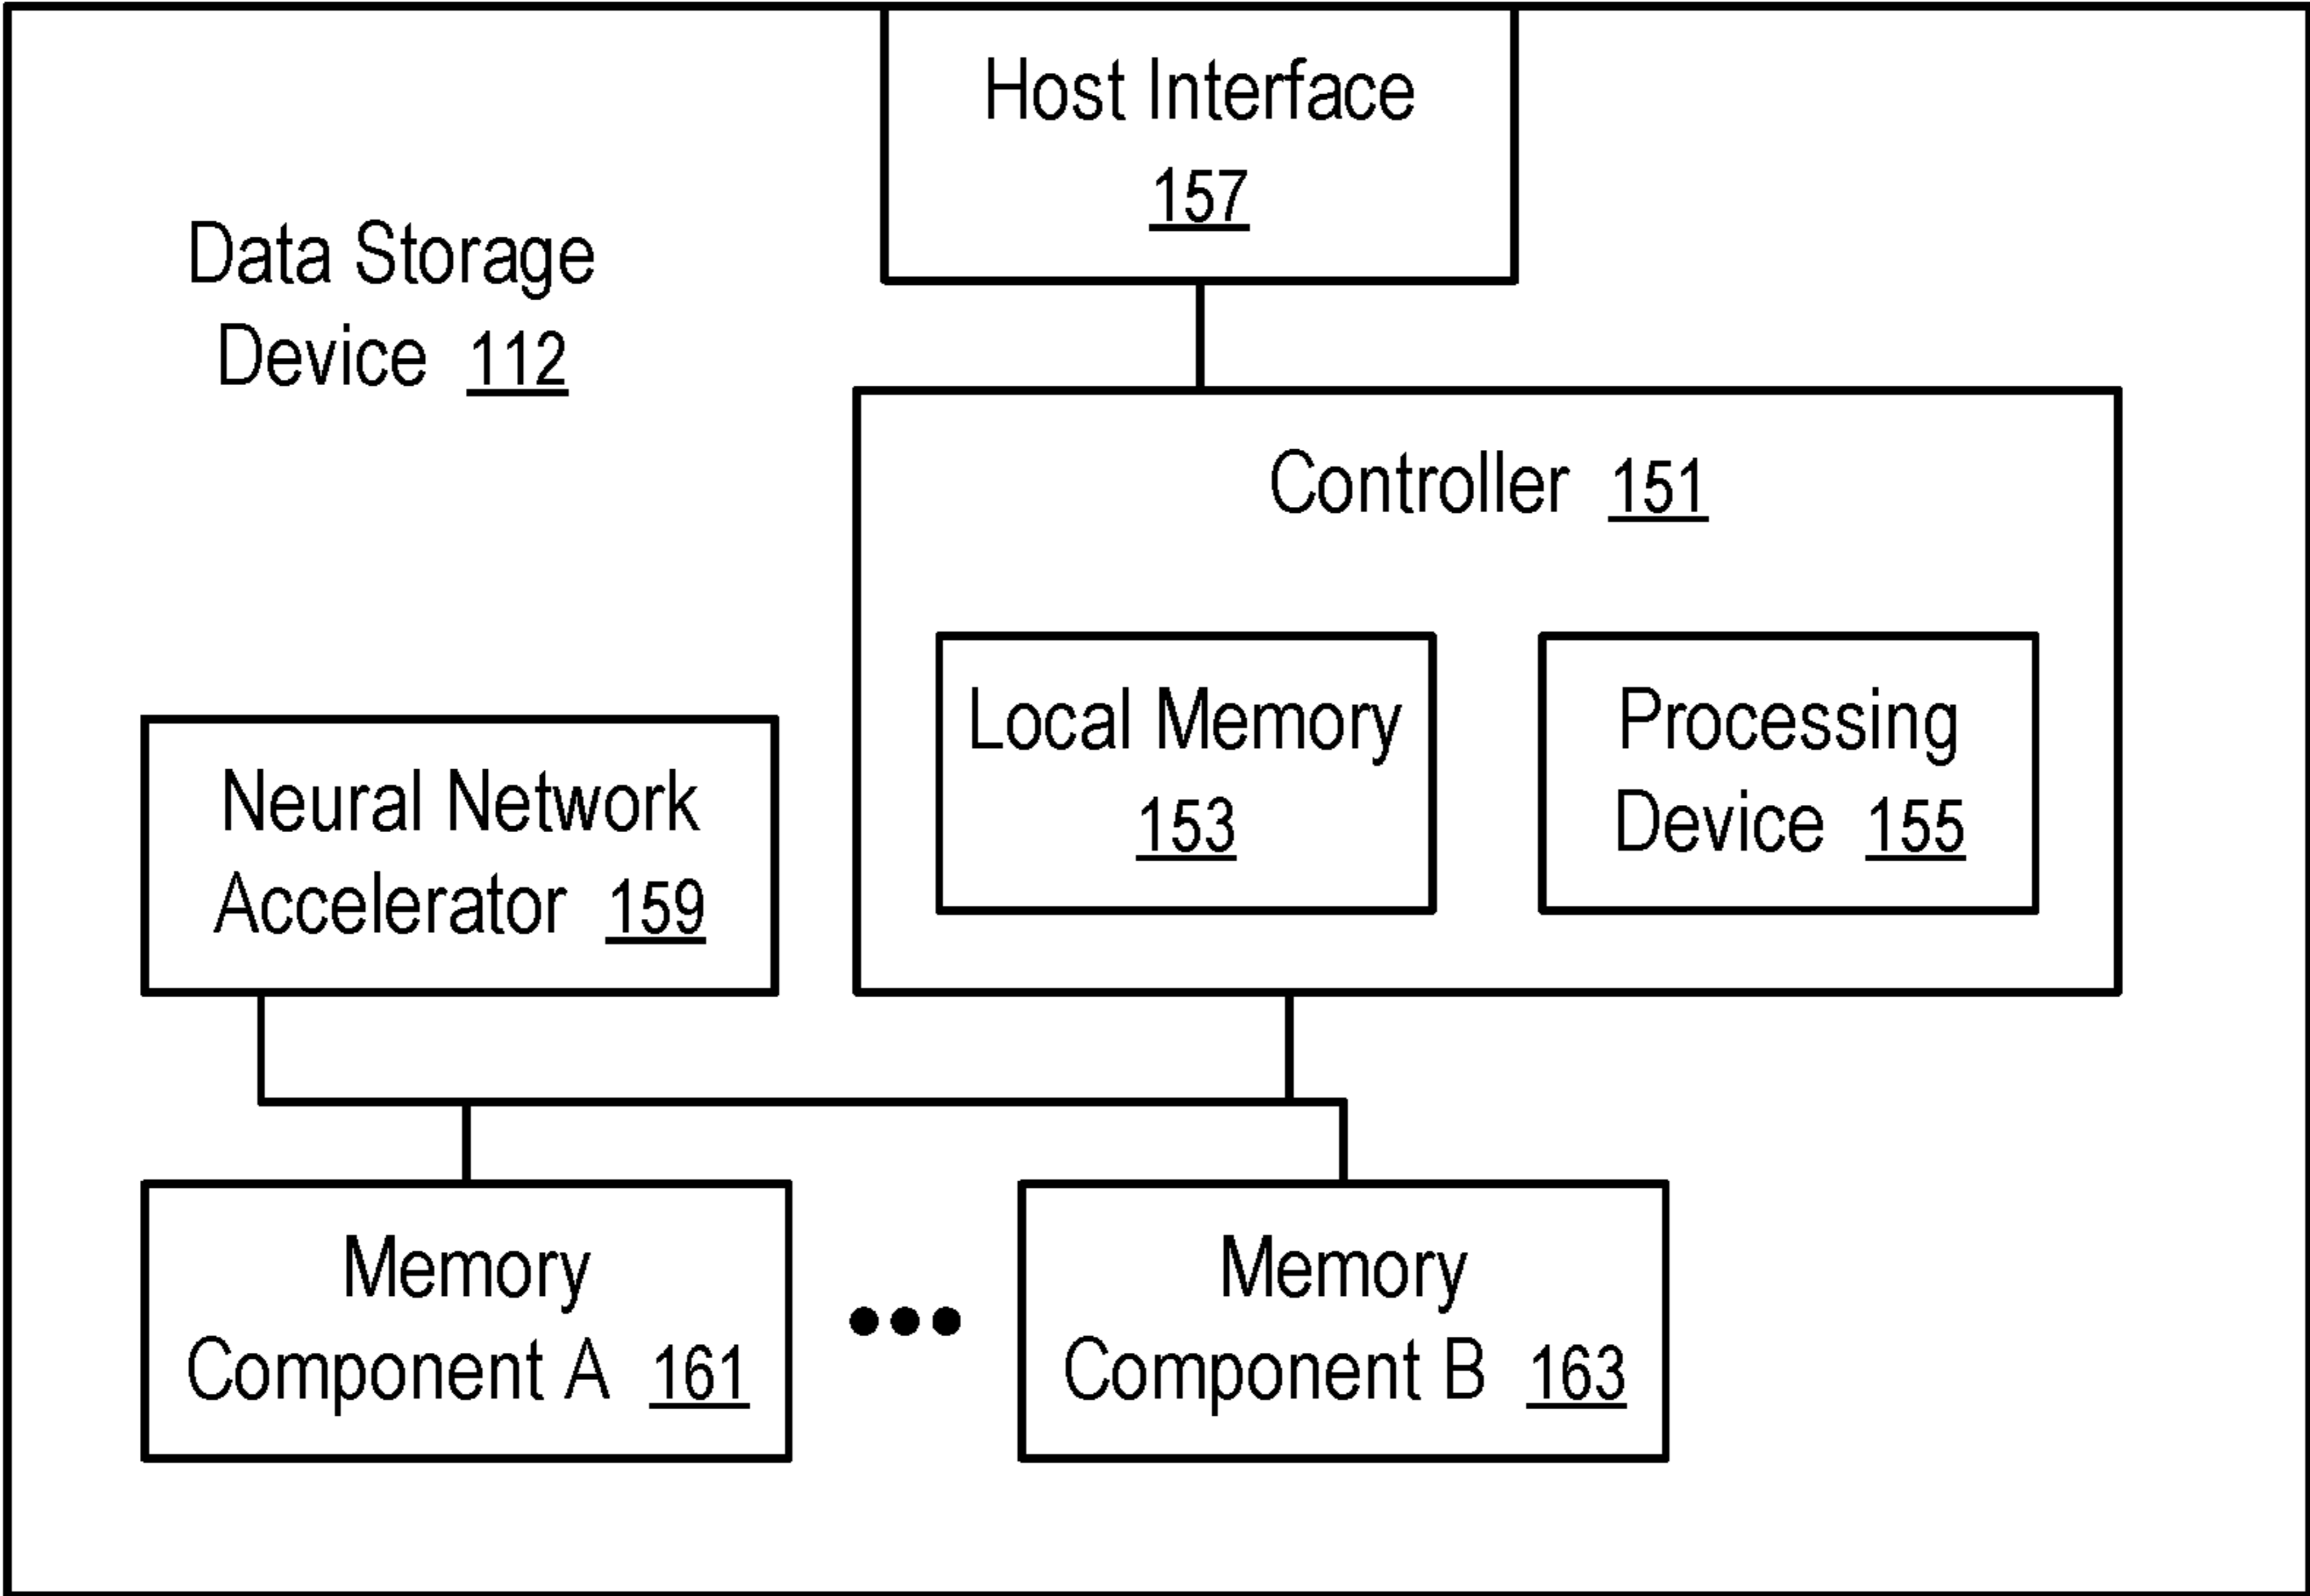 Host Interface
157
Data Storage
Device 112
Controller 151
Local Memory
153
Processing
Device 155
Neural Network
Accelerator 159
Memory
Component A 161
Memory
Component B 163